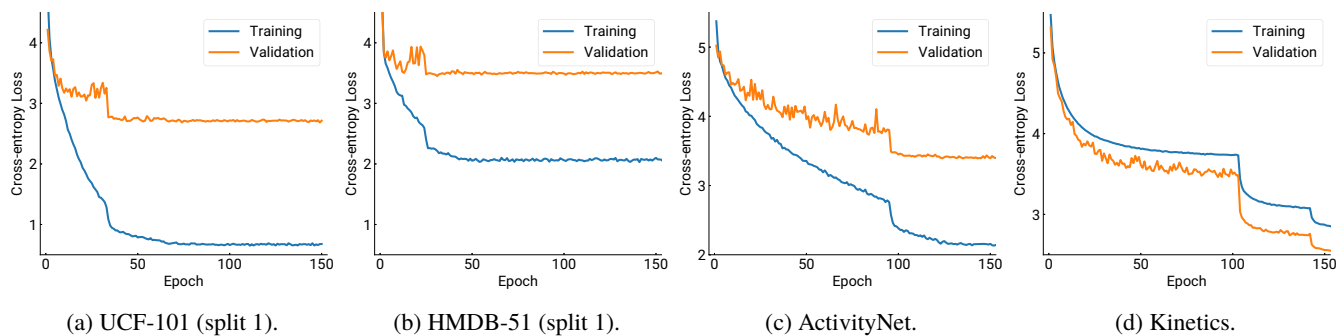 Cross-entropy Loss
4
3
2
1
0
50
100
150
Epoch
Training
Validation
(a) UCF-101 (split 1).
Cross-entropy Loss
4
3
2
1
0
50
100
150
Epoch
Training
Validation
(b) HMDB-51 (split 1).
Cross-entropy Loss
5
4
3
2
0
50
100
150
Epoch
Training
Validation
(c) ActivityNet.
Cross-entropy Loss
5
4
3
0
50
100
150
Epoch
Training
Validation
(d) Kinetics.